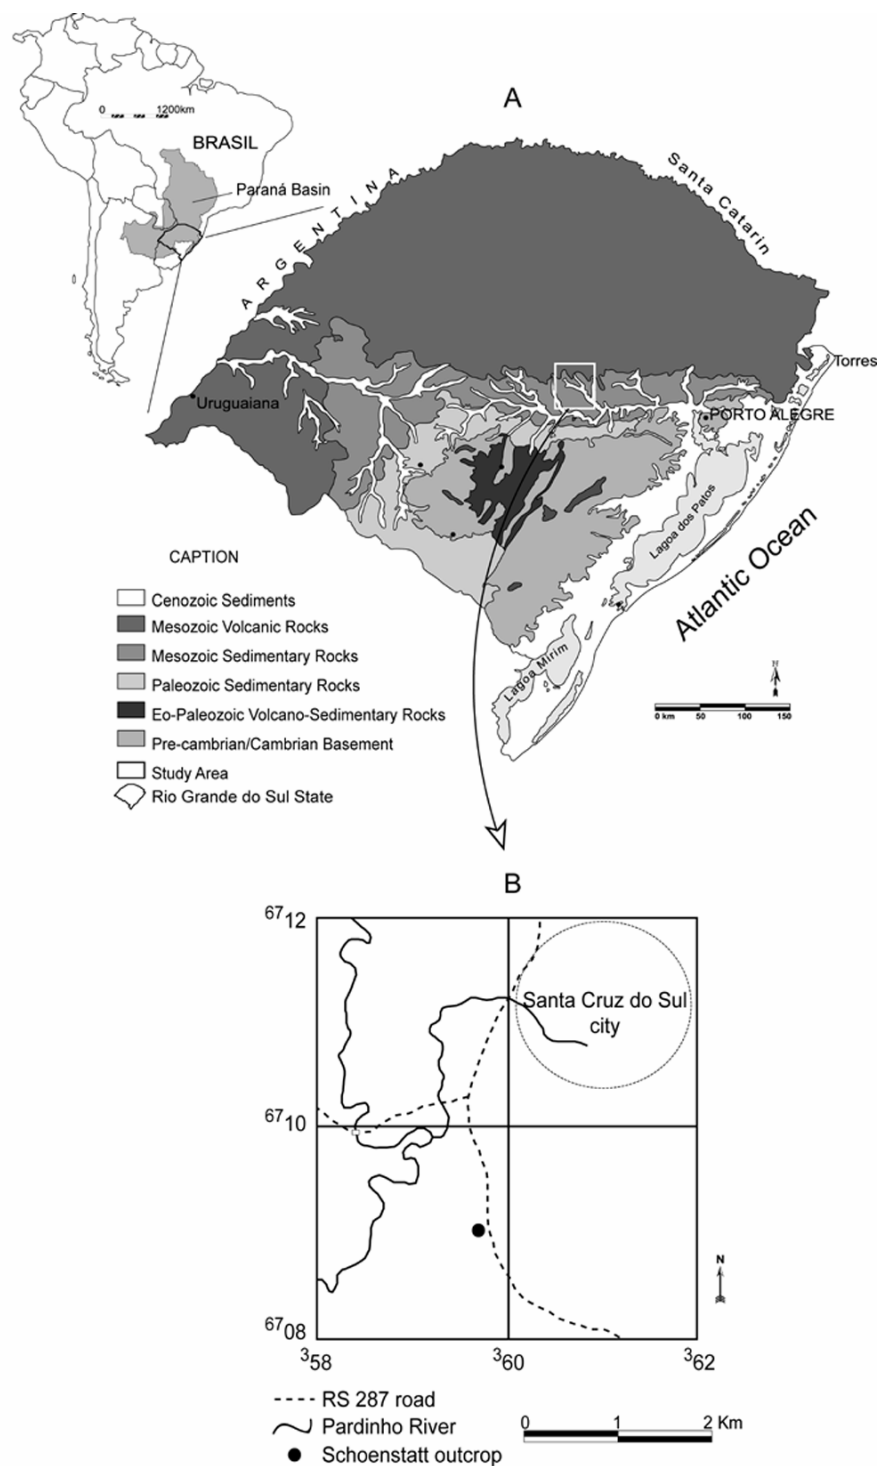 A
0 1200km
BRASIL
Paraná Basin
ARGENTINA
Santa Catarin
Torres
Uruguaiana
PORTO ALEGRE
Lagoa dos Patos
Atlantic Ocean
Lagoa Mirim
CAPTION
Cenozoic Sediments
Mesozoic Volcanic Rocks
Mesozoic Sedimentary Rocks
Paleozoic Sedimentary Rocks
Eo-Paleozoic Volcano-Sedimentary Rocks
Pre-cambrian/Cambrian Basement
Study Area
Rio Grande do Sul State
N
0 km 50 100 150
B
6712
Santa Cruz do Sul
city
6710
N
6708
358 360 362
RS 287 road
Pardinho River
Schoenstatt outcrop
0 1 2 Km